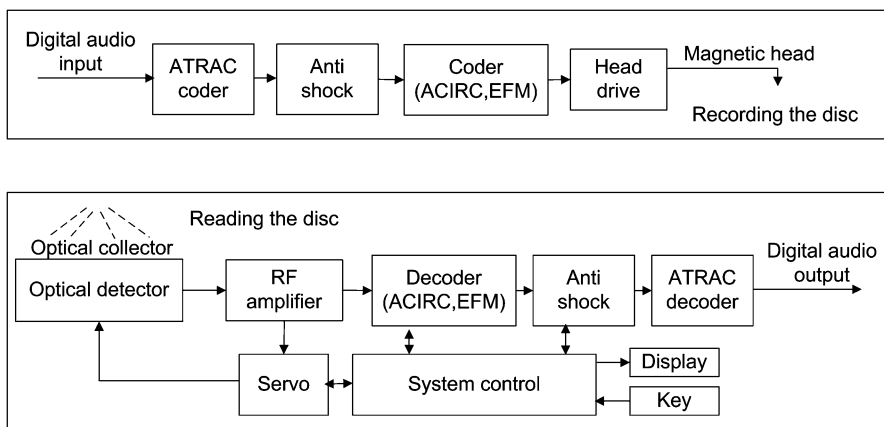 Digital audio
input
ATRAC
coder
Anti
shock
Coder
(ACIRC,EFM)
Head
drive
Magnetic head
Recording the disc
Reading the disc
Optical collector
Optical detector
RF
amplifier
Decoder
(ACIRC,EFM)
Anti
shock
ATRAC
decoder
Digital audio
output
Servo
System control
Display
Key